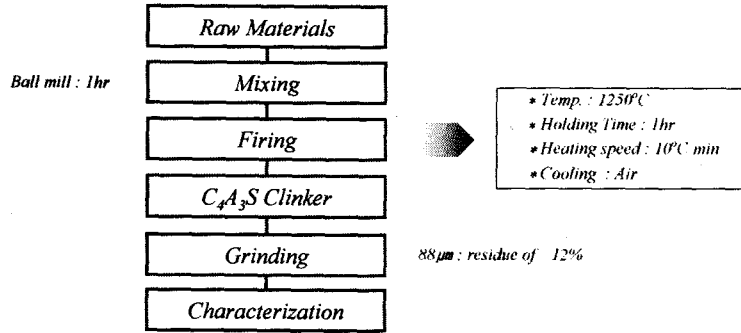 Raw Materials
Ball mill : 1hr
Mixing
Firing
* Temp. : 1250°C
* Holding Time : 1hr
* Heating speed : 10°C min
* Cooling : Air
C₄A₃S Clinker
Grinding
88μm : residue of 12%
Characterization